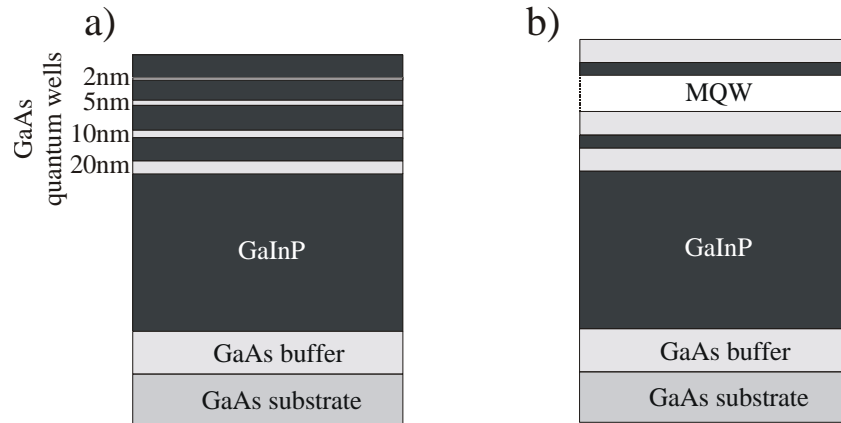 a)
GaAs
quantum wells
2nm
5nm
10nm
20nm
GaInP
GaAs buffer
GaAs substrate
b)
MQW
GaInP
GaAs buffer
GaAs substrate